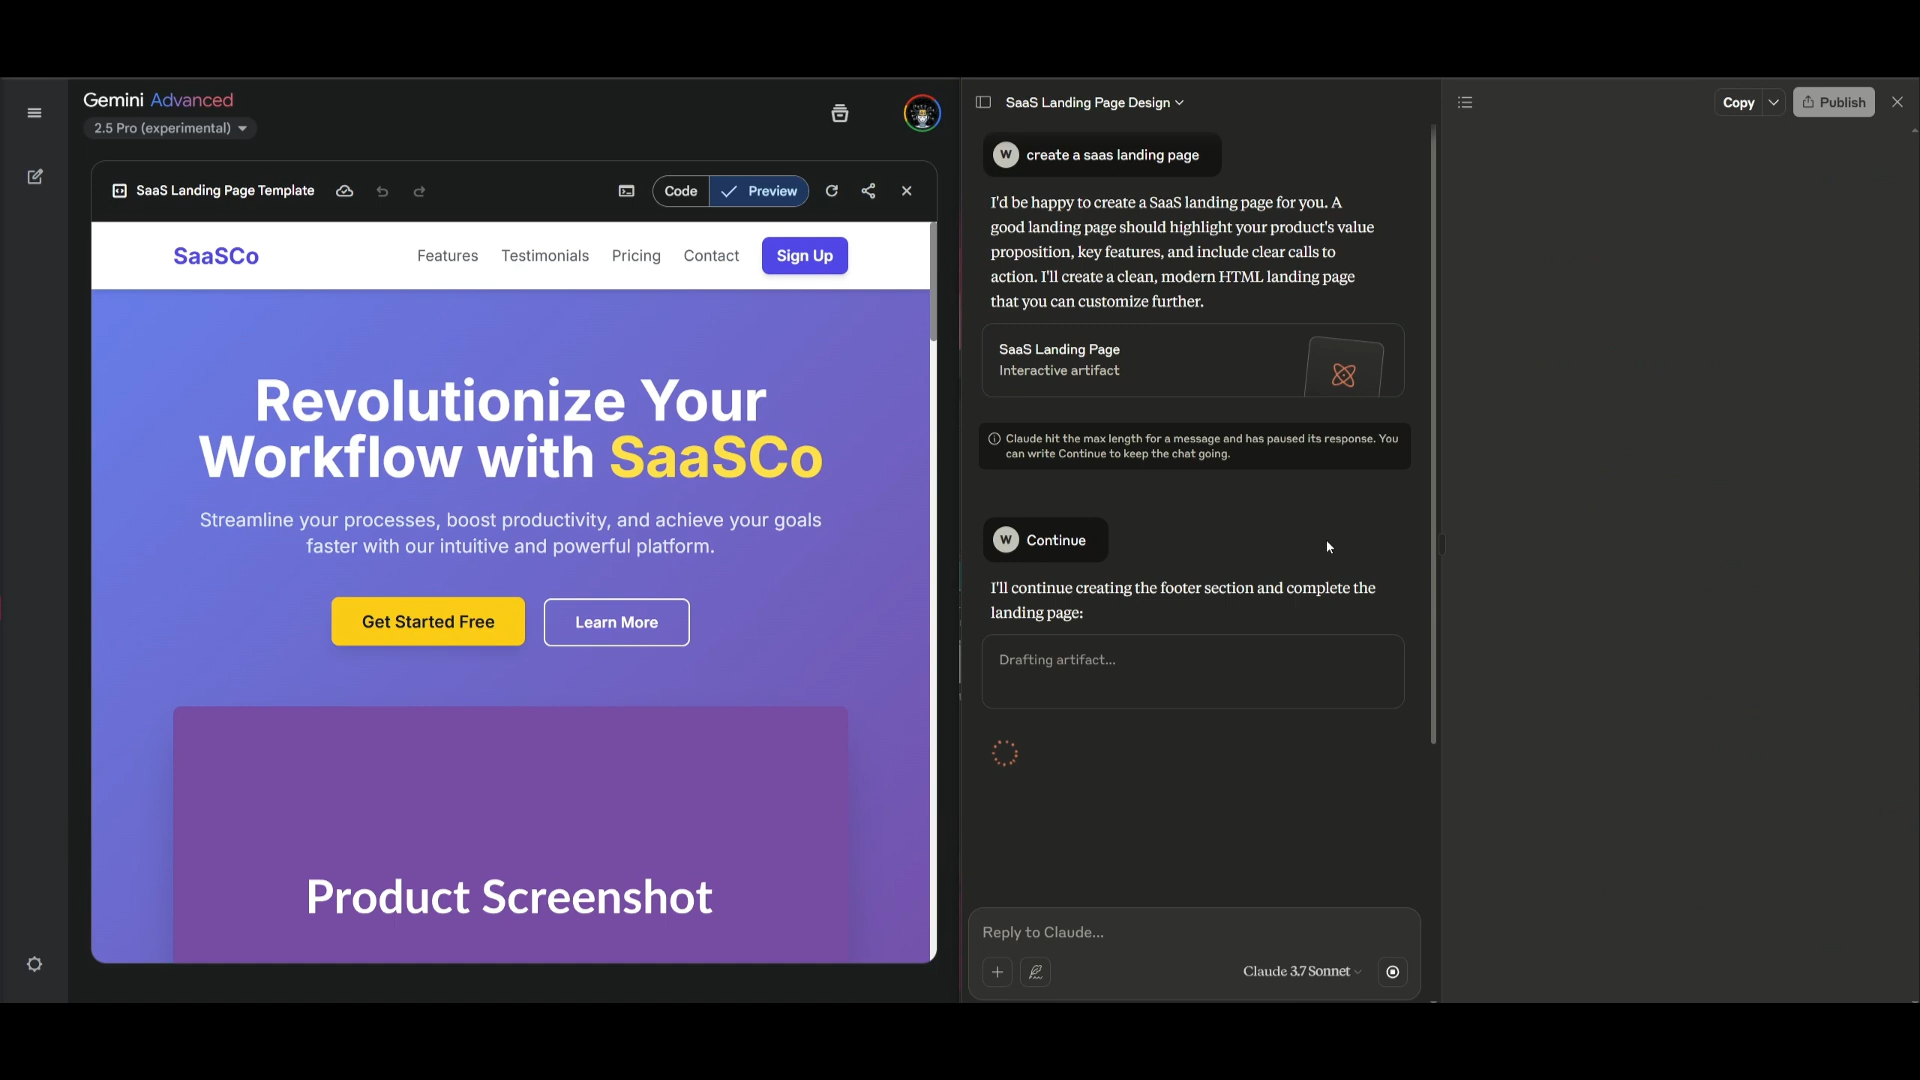 Gemini Advanced
2.5 Pro (experimental)
SaaS Landing Page Template
Code
Preview
SaaSCo
Features
Testimonials
Pricing
Contact
Sign Up
Revolutionize Your
Workflow with SaaSCo
Streamline your processes, boost productivity, and achieve your goals
faster with our intuitive and powerful platform.
Get Started Free
Learn More
Product Screenshot
SaaS Landing Page Design
Copy
Publish
W
create a saas landing page
I'd be happy to create a SaaS landing page for you. A
good landing page should highlight your product's value
proposition, key features, and include clear calls to
action. I'll create a clean, modern HTML landing page
that you can customize further.
SaaS Landing Page
Interactive artifact
Claude hit the max length for a message and has paused its response. You
can write Continue to keep the chat going.
W
Continue
I'll continue creating the footer section and complete the
landing page:
Drafting artifact...
Reply to Claude...
Claude 3.7 Sonnet